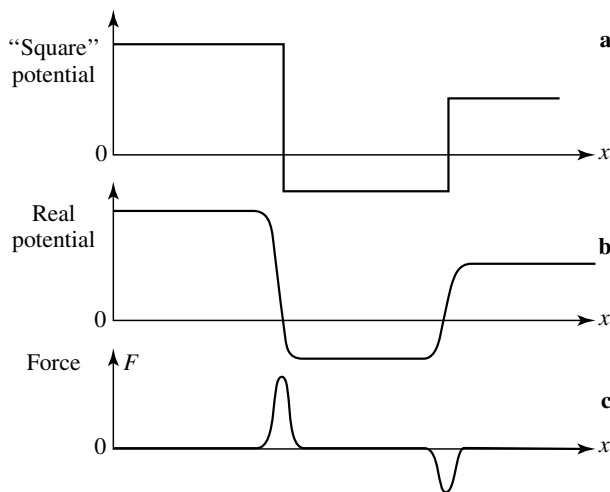 “Square” potential
a
0
x
Real potential
b
0
x
Force
F
c
0
x